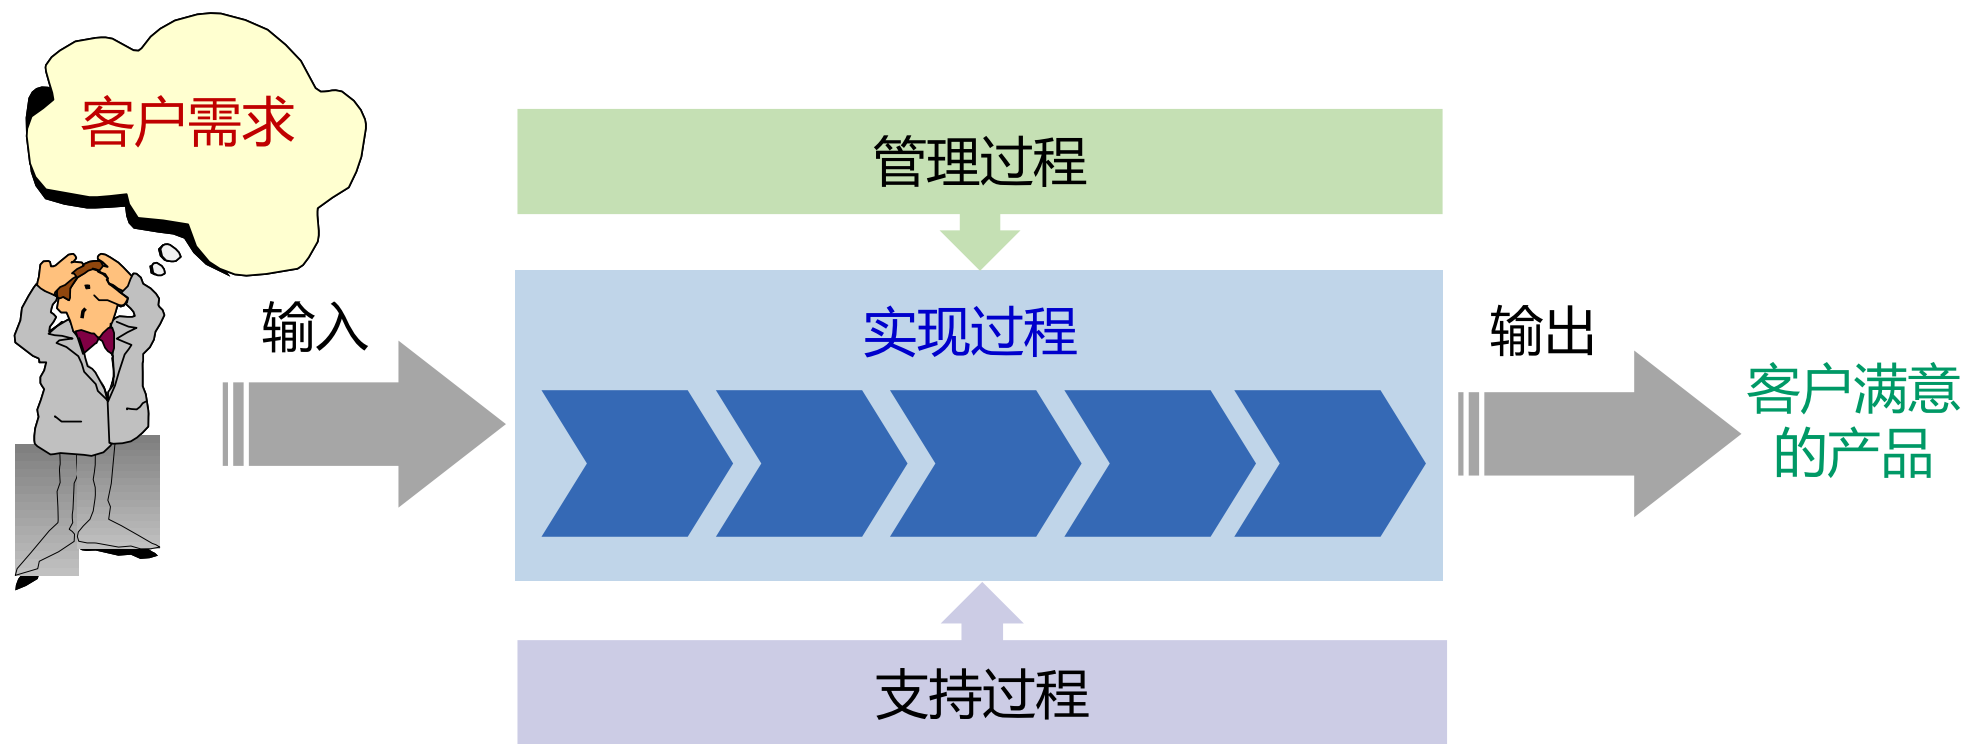 客户需求
管理过程
输入
实现过程
输出
客户满意
的产品
支持过程